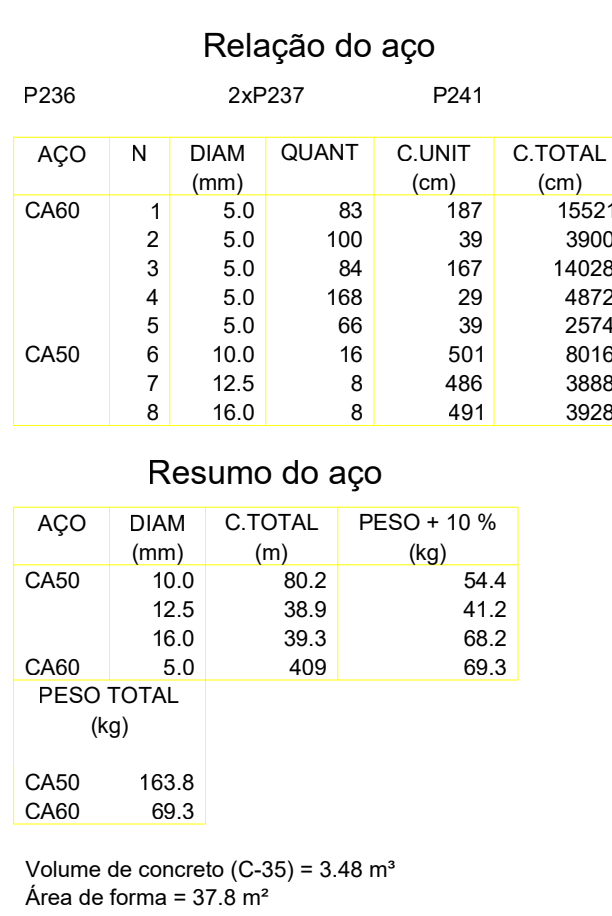 Relação do aço
P236 2xP237 P241
AÇO N DIAM QUANT C.UNIT C.TOTAL
(mm) (cm) (cm)
CA60 1 5.0 83 187 15521
2 5.0 100 39 3900
3 5.0 84 167 14028
4 5.0 168 29 4872
5 5.0 66 39 2574
CA50 6 10.0 16 501 8016
7 12.5 8 486 3888
8 16.0 8 491 3928
Resumo do aço
AÇO DIAM C.TOTAL PESO + 10 %
(mm) (m) (kg)
CA50 10.0 80.2 54.4
12.5 38.9 41.2
16.0 39.3 68.2
CA60 5.0 409 69.3
PESO TOTAL
(kg)
CA50 163.8
CA60 69.3
Volume de concreto (C-35) = 3.48 m³
Área de forma = 37.8 m²